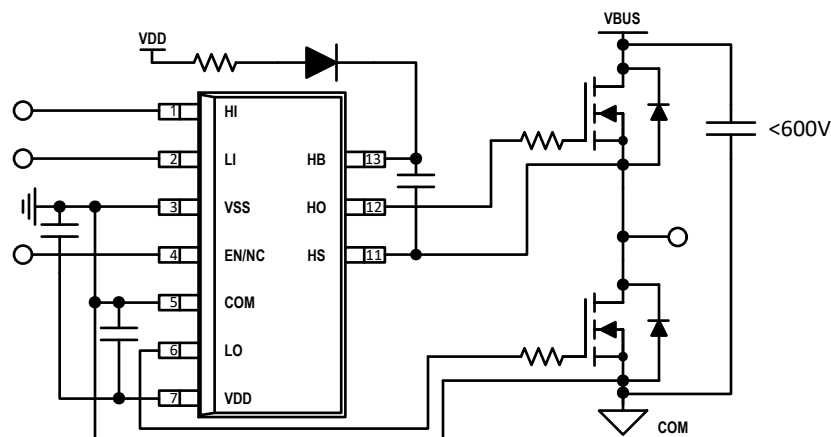 VBUS
VDD
<600V
1 HI
2 LI HB 13
3 VSS HO 12
4 EN/NC HS 11
5 COM
6 LO
7 VDD
COM